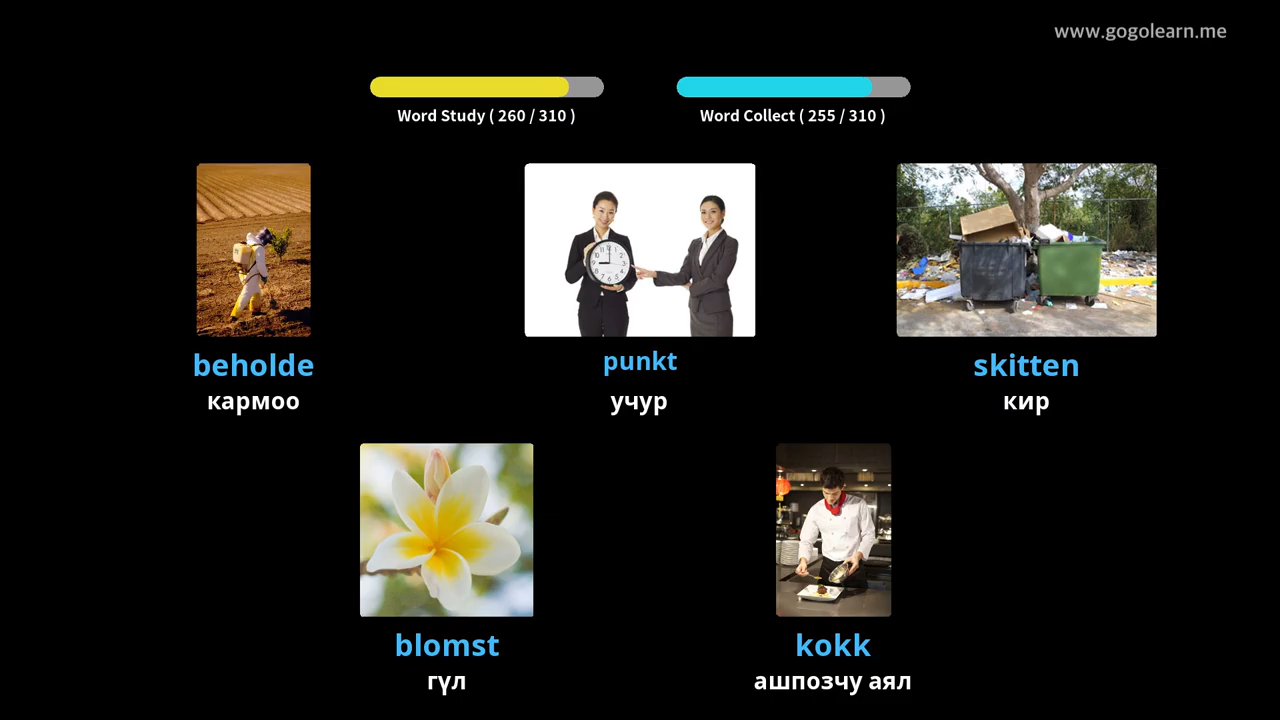 www.gogolearn.me
Word Study ( 260 / 310 )
Word Collect ( 255 / 310 )
beholde
кармоо
punkt
учур
skitten
кир
blomst
гүл
kokk
ашпозчу аял